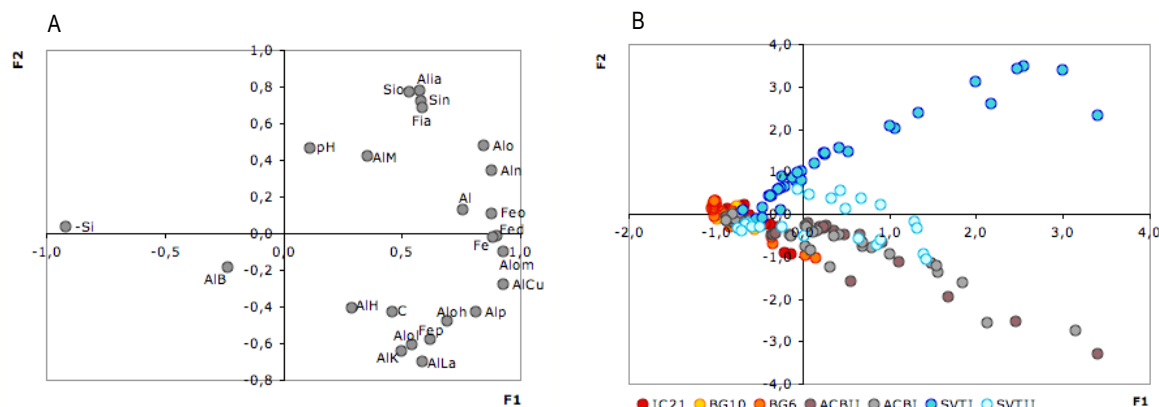 A
F2
1,0
0,8
0,6
0,4
0,2
0,0
-0,2
-0,4
-0,6
-0,8
-1,0
0,0
0,5
1,0
F1
Alia
Sio
Sin
Fia
pH
AlM
Alo
Aln
Al
Feo
Fed
Fe
Alom
AlCu
-Si
AlB
AlH
C
Aloh
Alp
Fep
Alol
AlK
AlLa
B
F2
4,0
3,0
2,0
1,0
0,0
-1,0
-2,0
-3,0
-4,0
-2,0
-1,0
0,0
1,0
2,0
3,0
4,0
F1
IC21 BG10 BG6 ACBII ACBI SVTI SVTII